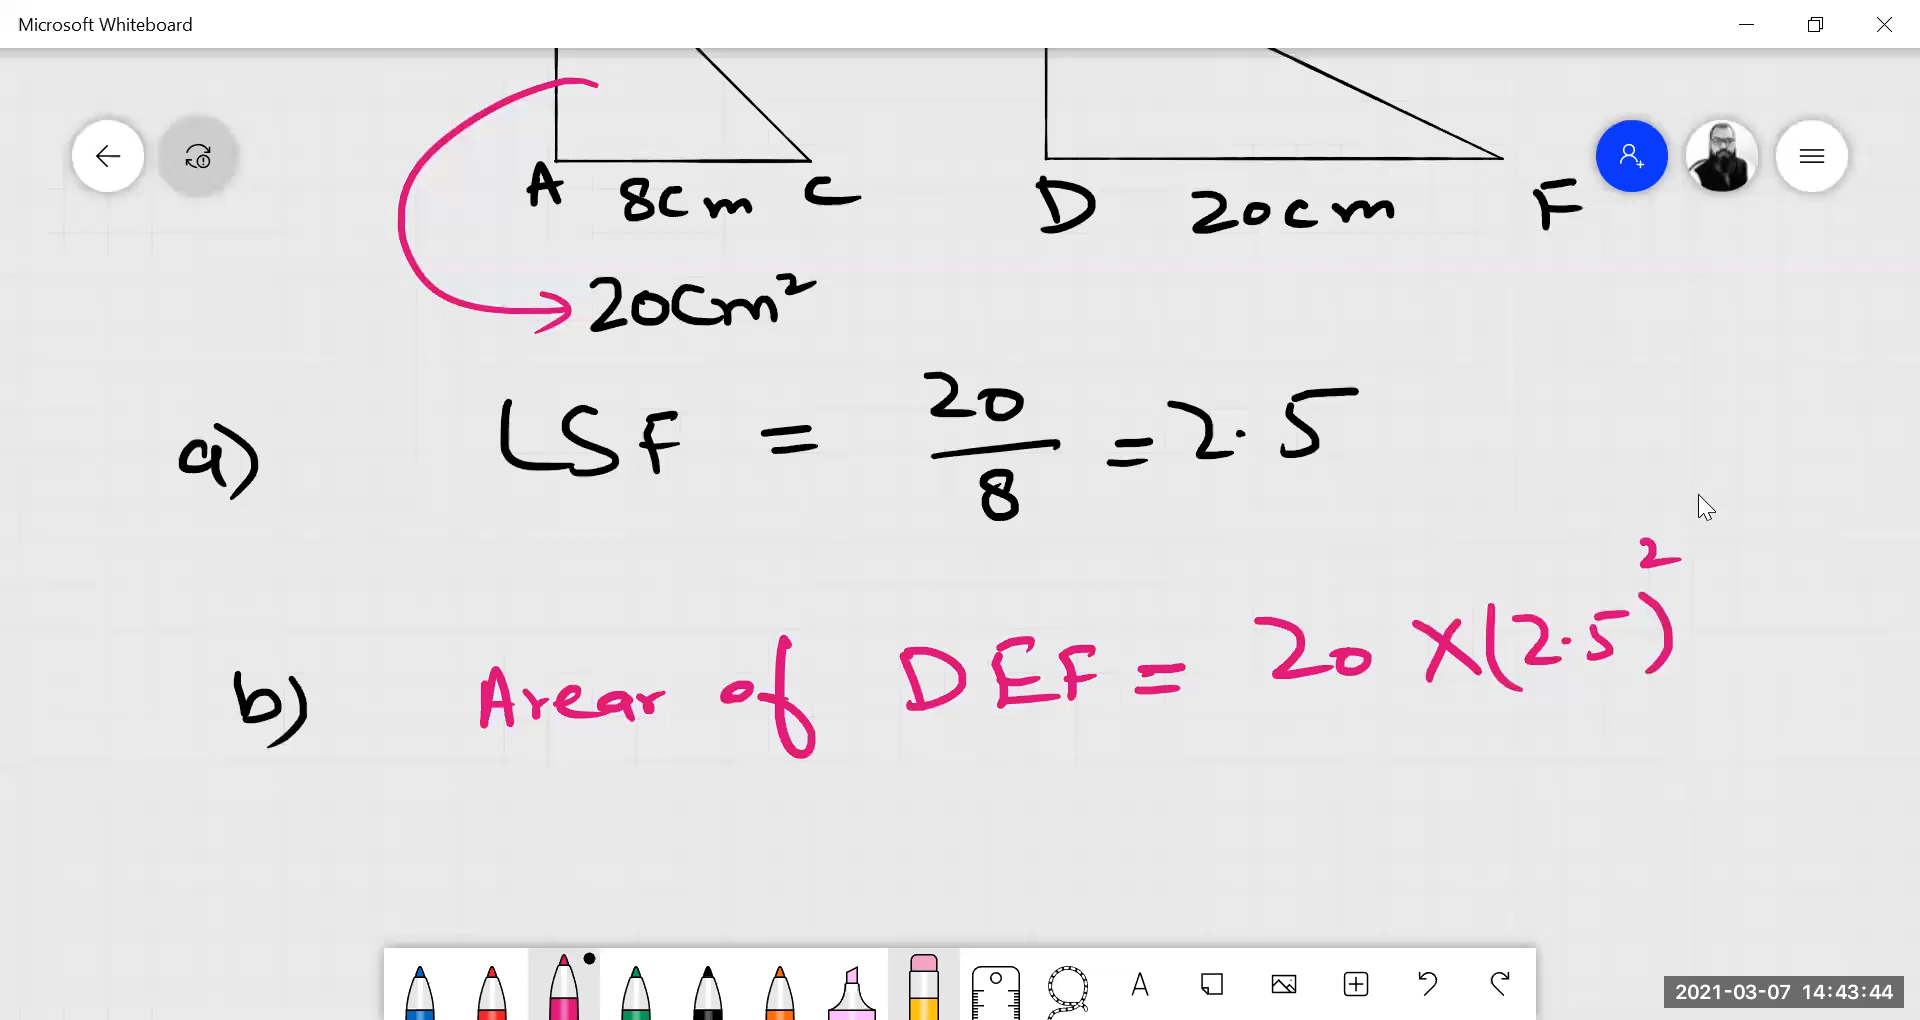 Microsoft Whiteboard
A 8cm C
D 20cm F
20cm²
a) LSF = 20/8 = 2.5
b) Arear of DEF = 20 × (2.5)²
A
2021-03-07 14:43:44